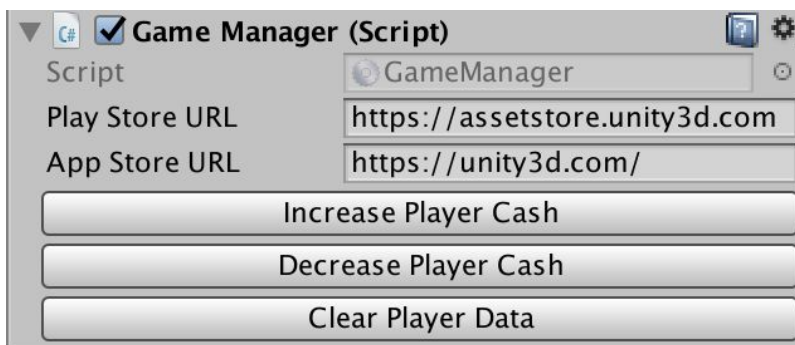 C# Game Manager (Script)
Script GameManager
Play Store URL https://assetstore.unity3d.com
App Store URL https://unity3d.com/
Increase Player Cash
Decrease Player Cash
Clear Player Data